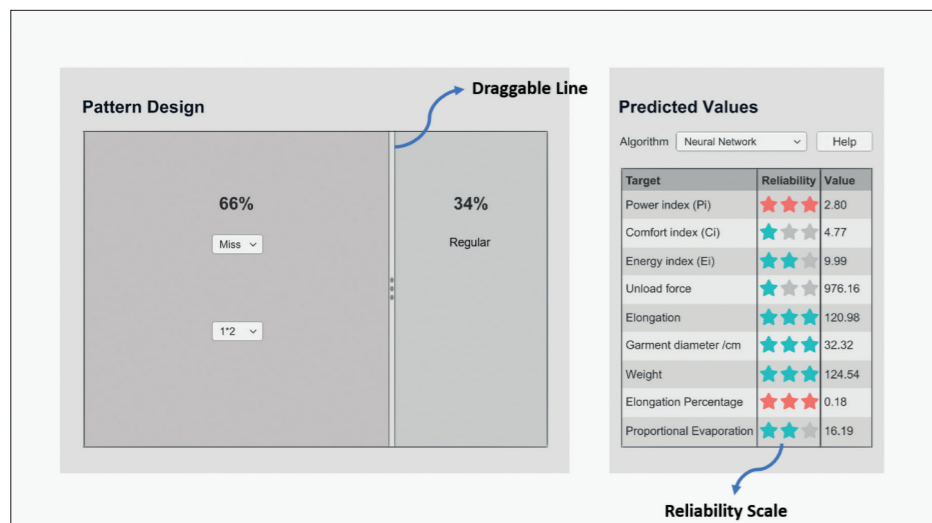 Draggable Line
Pattern Design
66%
34%
Miss
Regular
1*2
Predicted Values
Algorithm Neural Network Help
Target Reliability Value
Power index (Pi) 2.80
Comfort index (Ci) 4.77
Energy index (Ei) 9.99
Unload force 976.16
Elongation 120.98
Garment diameter /cm 32.32
Weight 124.54
Elongation Percentage 0.18
Proportional Evaporation 16.19
Reliability Scale